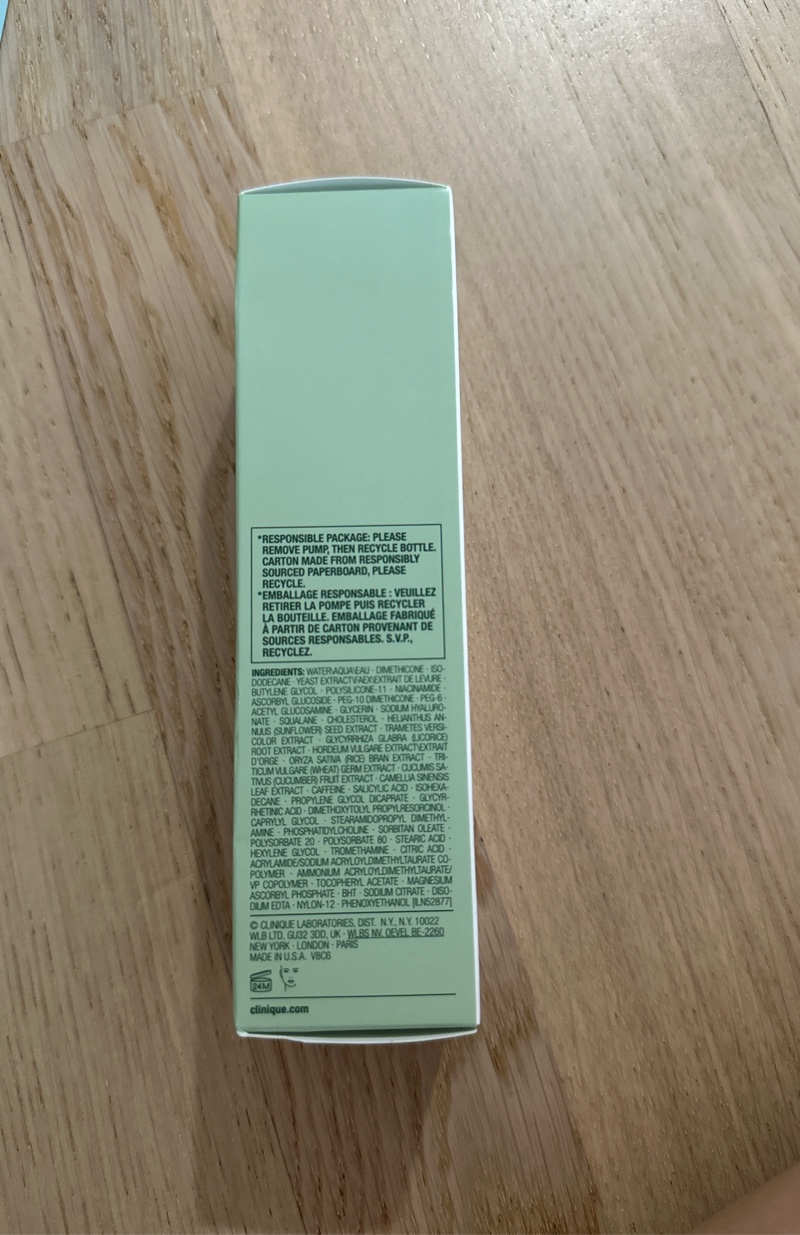 *RESPONSIBLE PACKAGE: PLEASE
REMOVE PUMP, THEN RECYCLE BOTTLE.
CARTON MADE FROM RESPONSIBLY
SOURCED PAPERBOARD, PLEASE
RECYCLE.
*EMBALLAGE RESPONSABLE : VEUILLEZ
RETIRER LA POMPE PUIS RECYCLER
LA BOUTEILLE. EMBALLAGE FABRIQUÉ
À PARTIR DE CARTON PROVENANT DE
SOURCES RESPONSABLES. S.V.P.,
RECYCLEZ.
INGREDIENTS: WATER\AQUA\EAU · DIMETHICONE · ISO-
DODECANE · YEAST EXTRACT\FAEX\EXTRAIT DE LEVURE ·
BUTYLENE GLYCOL · POLYSILICONE-11 · NIACINAMIDE ·
ASCORBYL GLUCOSIDE · PEG-10 DIMETHICONE · PEG-6 ·
ACETYL GLUCOSAMINE · GLYCERIN · SODIUM HYALURO-
NATE · SQUALANE · CHOLESTEROL · HELIANTHUS AN-
NUUS (SUNFLOWER) SEED EXTRACT · TRAMETES VERSI-
COLOR EXTRACT · GLYCYRRHIZA GLABRA (LICORICE)
ROOT EXTRACT · HORDEUM VULGARE EXTRACT\EXTRAIT
D'ORGE · ORYZA SATIVA (RICE) BRAN EXTRACT · TRI-
TICUM VULGARE (WHEAT) GERM EXTRACT · CUCUMIS SA-
TIVUS (CUCUMBER) FRUIT EXTRACT · CAMELLIA SINENSIS
LEAF EXTRACT · CAFFEINE · SALICYLIC ACID · ISOHEXA-
DECANE · PROPYLENE GLYCOL DICAPRATE · GLYCYR-
RHETINIC ACID · DIMETHOXYTOLYL PROPYLRESORCINOL ·
CAPRYLYL GLYCOL · STEARAMIDOPROPYL DIMETHYL-
AMINE · PHOSPHATIDYLCHOLINE · SORBITAN OLEATE ·
POLYSORBATE 20 · POLYSORBATE 80 · STEARIC ACID ·
HEXYLENE GLYCOL · TROMETHAMINE · CITRIC ACID ·
ACRYLAMIDE/SODIUM ACRYLOYLDIMETHYLTAURATE CO-
POLYMER · AMMONIUM ACRYLOYLDIMETHYLTAURATE/
VP COPOLYMER · TOCOPHERYL ACETATE · MAGNESIUM
ASCORBYL PHOSPHATE · BHT · SODIUM CITRATE · DISO-
DIUM EDTA · NYLON-12 · PHENOXYETHANOL [ILN52877]
© CLINIQUE LABORATORIES, DIST. N.Y., N.Y. 10022
WLB LTD, GU32 3DD, UK · WLBS NV. OEVEL BE-2260
NEW YORK · LONDON · PARIS
MADE IN U.S.A. V8C6
24M
clinique.com